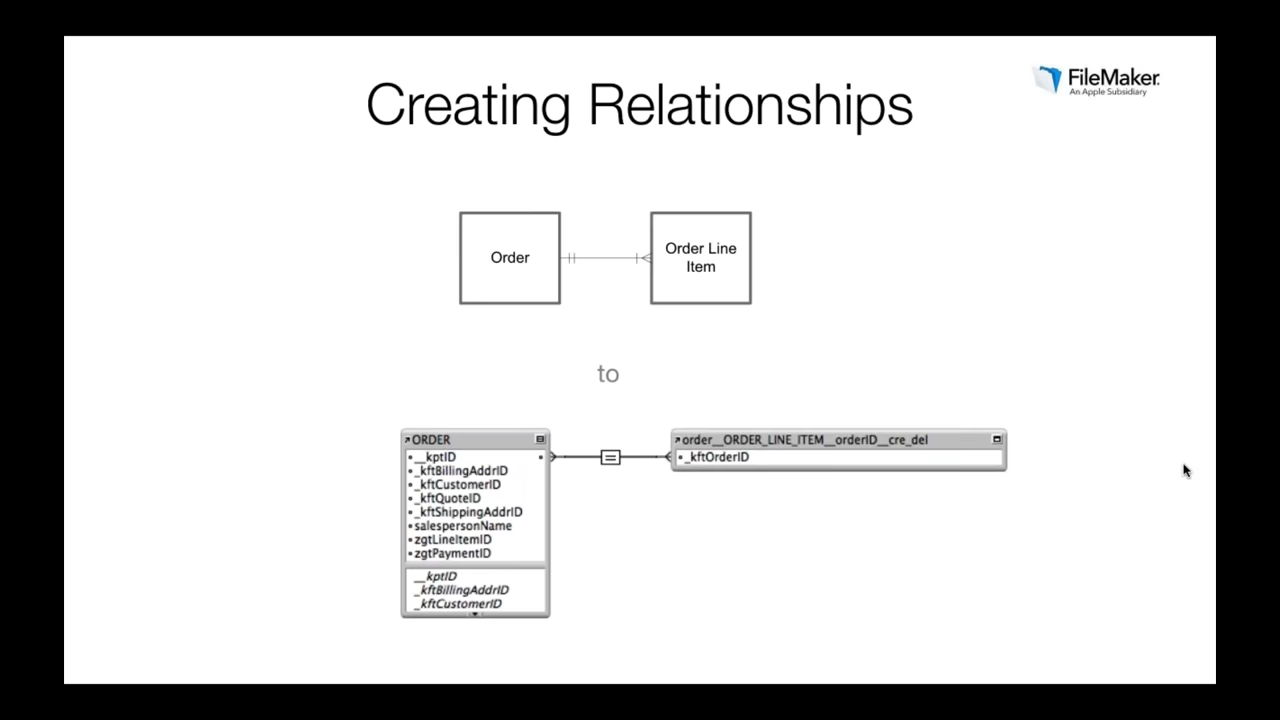 FileMaker.
An Apple Subsidiary
Creating Relationships
Order
Order Line
Item
to
ORDER
__kptID
_kftBillingAddrID
_kftCustomerID
_kftQuoteID
_kftShippingAddrID
salespersonName
zgtLineItemID
zgtPaymentID
__kptID
_kftBillingAddrID
_kftCustomerID
order__ORDER_LINE_ITEM__orderID__cre_del
_kftOrderID